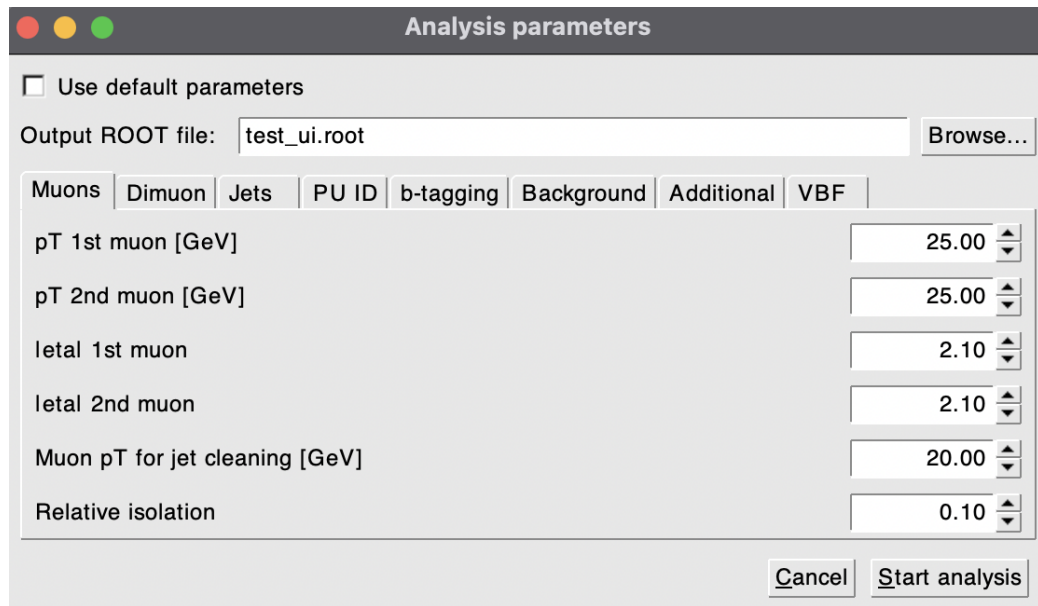 Analysis parameters
Use default parameters
Output ROOT file: test_ui.root Browse...
Muons Dimuon Jets PU ID b-tagging Background Additional VBF
pT 1st muon [GeV] 25.00
pT 2nd muon [GeV] 25.00
|eta| 1st muon 2.10
|eta| 2nd muon 2.10
Muon pT for jet cleaning [GeV] 20.00
Relative isolation 0.10
Cancel Start analysis